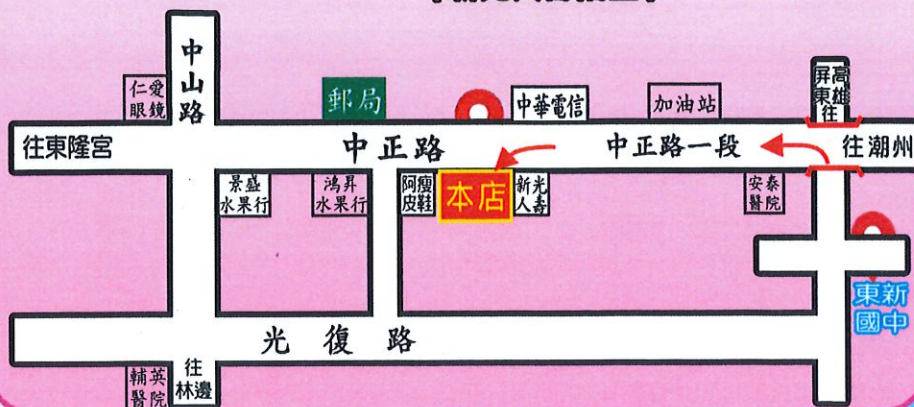 中山路
仁愛
眼鏡
郵局
中華電信
加油站
高雄
屏東
往
往東隆宮
中正路
中正路一段
往潮州
景盛
水果行
鴻昇
水果行
阿瘦
皮鞋
本店
新光
人壽
安泰
醫院
東新
國中
光復路
輔英
醫院
往
林邊